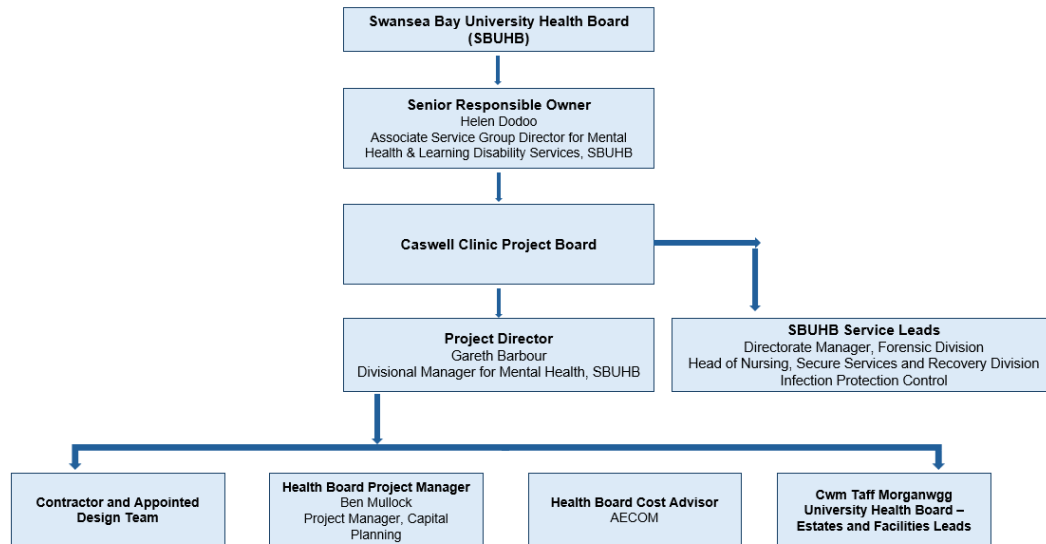 Swansea Bay University Health Board
(SBUHB)
Senior Responsible Owner
Helen Dodoo
Associate Service Group Director for Mental
Health & Learning Disability Services, SBUHB
Caswell Clinic Project Board
Project Director
Gareth Barbour
Divisional Manager for Mental Health, SBUHB
SBUHB Service Leads
Directorate Manager, Forensic Division
Head of Nursing, Secure Services and Recovery Division
Infection Protection Control
Contractor and Appointed
Design Team
Health Board Project Manager
Ben Mullock
Project Manager, Capital
Planning
Health Board Cost Advisor
AECOM
Cwm Taff Morganwgg
University Health Board –
Estates and Facilities Leads